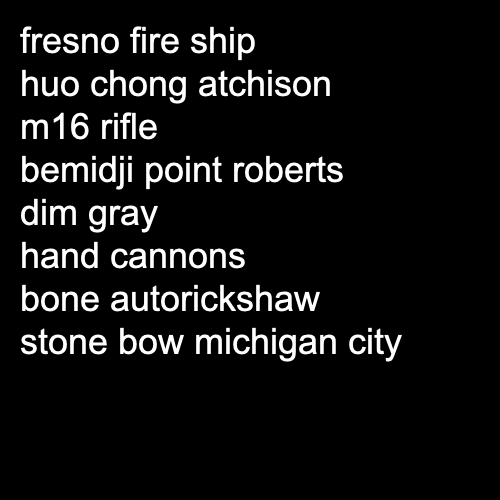 fresno fire ship
huo chong atchison
m16 rifle
bemidji point roberts
dim gray
hand cannons
bone autorickshaw
stone bow michigan city